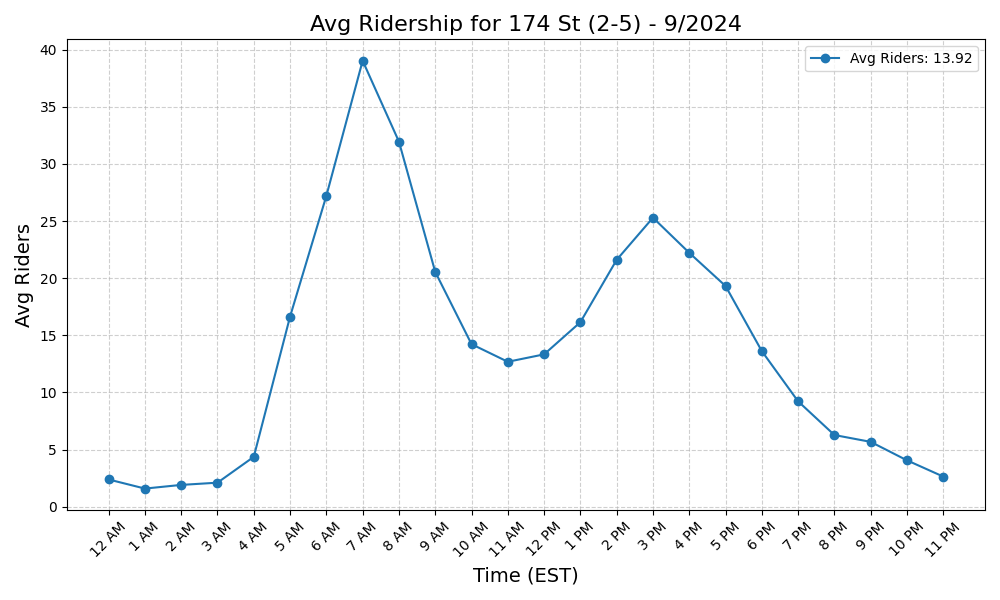 Avg Ridership for 174 St (2-5) - 9/2024
Avg Riders: 13.92
40
35
30
25
20
15
10
5
0
Avg Riders
12 AM
1 AM
2 AM
3 AM
4 AM
5 AM
6 AM
7 AM
8 AM
9 AM
10 AM
11 AM
12 PM
1 PM
2 PM
3 PM
4 PM
5 PM
6 PM
7 PM
8 PM
9 PM
10 PM
11 PM
Time (EST)